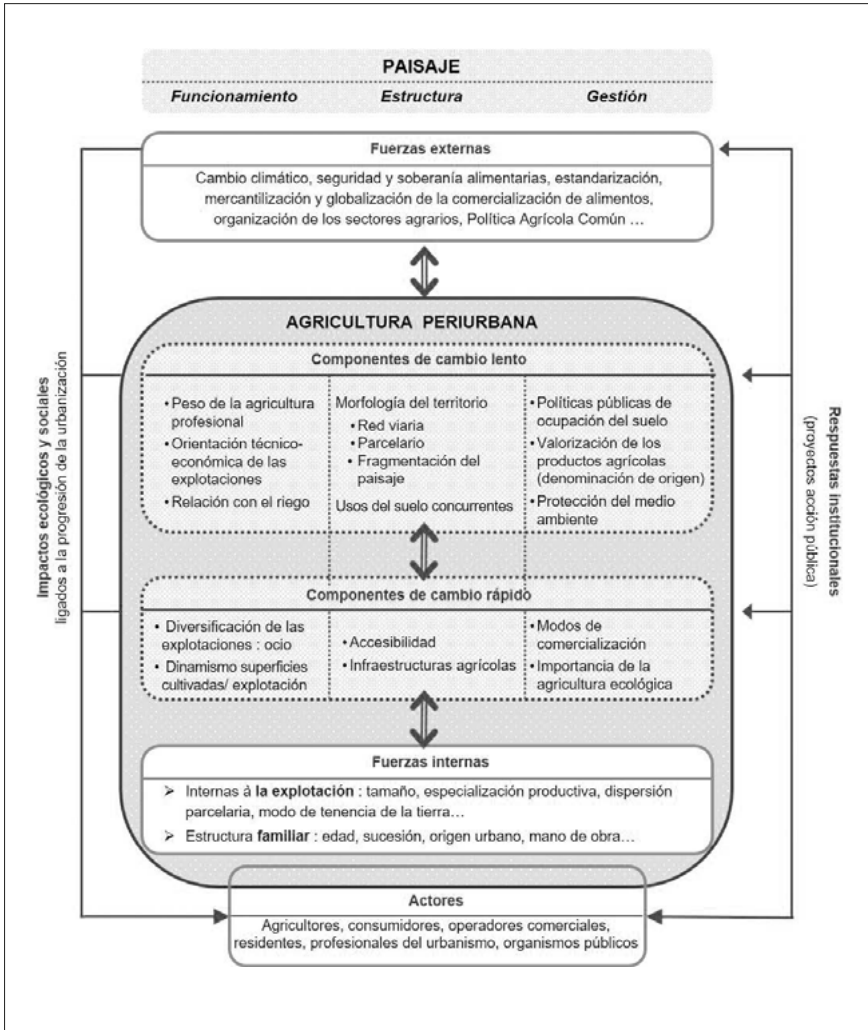 PAISAJE
Funcionamiento Estructura Gestión
Fuerzas externas
Cambio climático, seguridad y soberanía alimentarias, estandarización,
mercantilización y globalización de la comercialización de alimentos,
organización de los sectores agrarios, Política Agrícola Común ...
AGRICULTURA PERIURBANA
Componentes de cambio lento
• Peso de la agricultura
profesional
• Orientación técnico-
económica de las
explotaciones
• Relación con el riego
Morfología del territorio
• Red viaria
• Parcelario
• Fragmentación del
paisaje
Usos del suelo concurrentes
• Políticas públicas de
ocupación del suelo
• Valorización de los
productos agrícolas
(denominación de origen)
• Protección del medio
ambiente
Componentes de cambio rápido
• Diversificación de las
explotaciones : ocio
• Dinamismo superficies
cultivadas/ explotación
• Accesibilidad
• Infraestructuras agrícolas
• Modos de
comercialización
• Importancia de la
agricultura ecológica
Fuerzas internas
➢ Internas à la explotación : tamaño, especialización productiva, dispersión
parcelaria, modo de tenencia de la tierra…
➢ Estructura familiar : edad, sucesión, origen urbano, mano de obra…
Actores
Agricultores, consumidores, operadores comerciales,
residentes, profesionales del urbanismo, organismos públicos
Impactos ecológicos y sociales
ligados a la progresión de la urbanización
Respuestas institucionales
(proyectos acción pública)